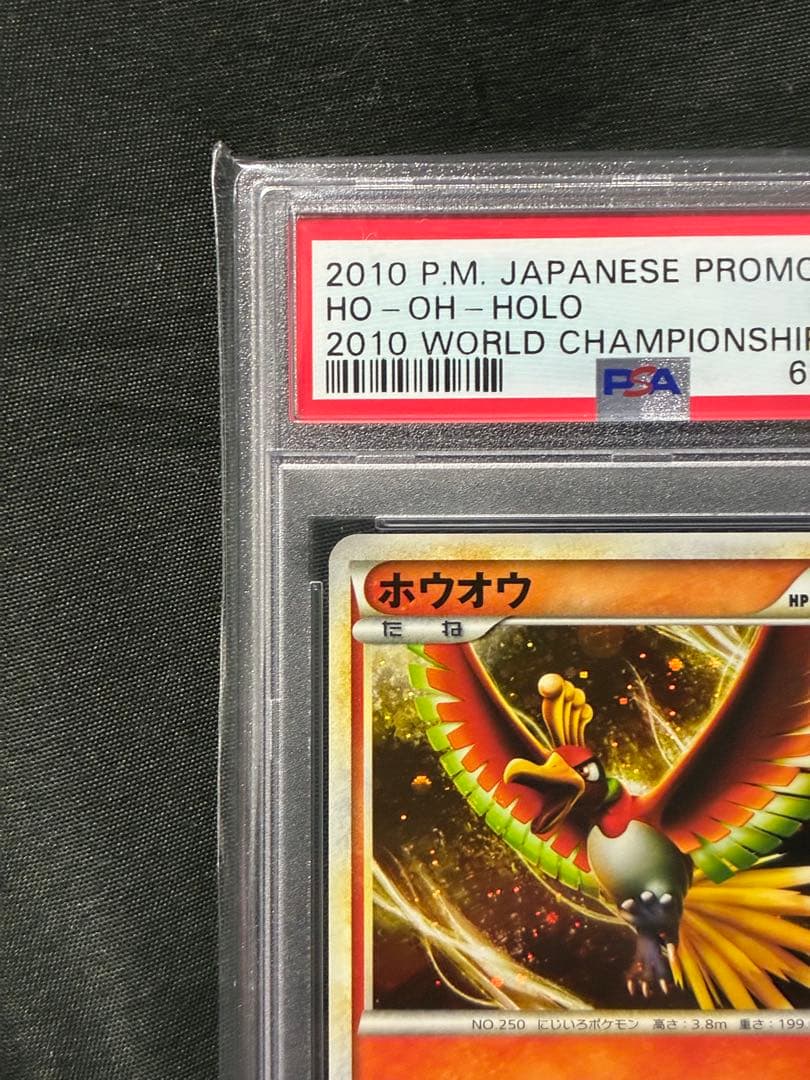 2010 P.M. JAPANESE PROMO
HO-OH-HOLO
2010 WORLD CHAMPIONSHIP
PSA
6
ホウオウ
HP
たね
NO.250 にじいろポケモン 高さ:3.8m 重さ:199.